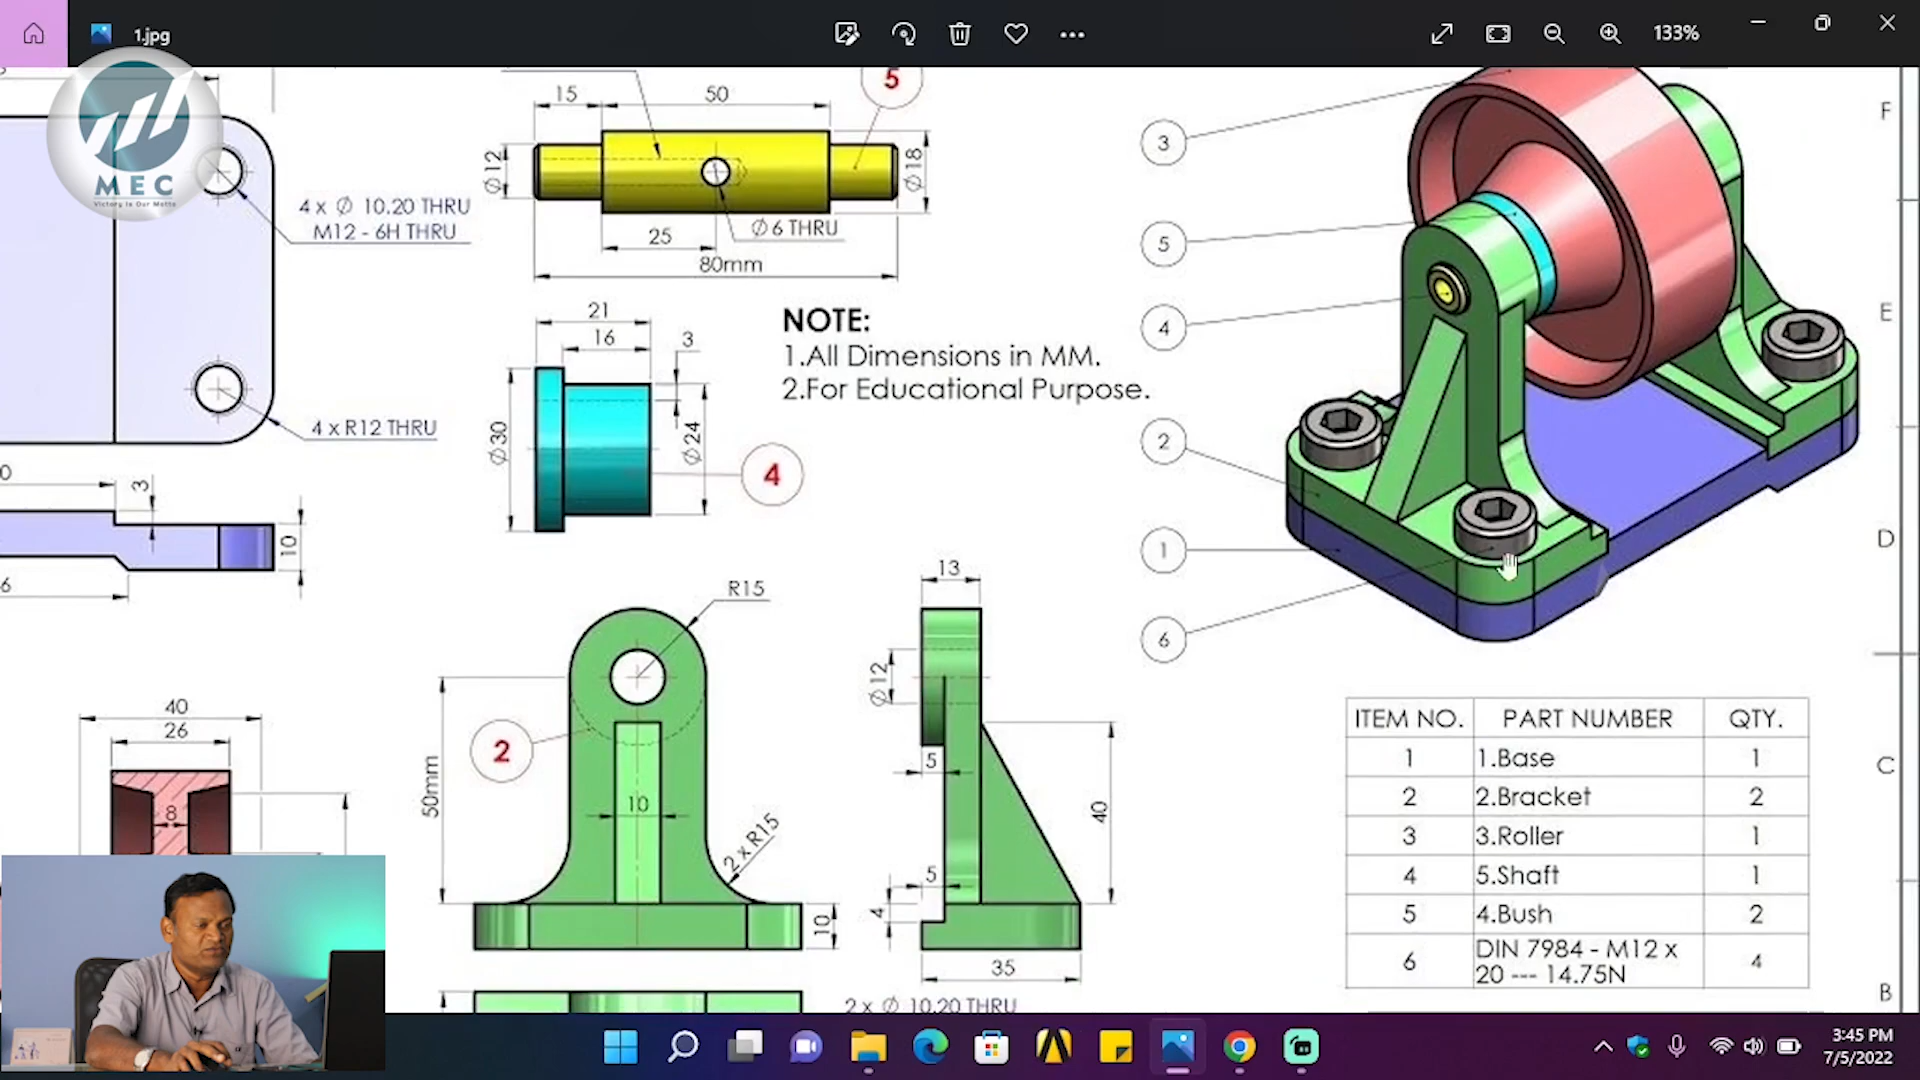 1.jpg
133%
MEC
Victory Is Our Motto
4 x Ø 10.20 THRU
M12 - 6H THRU
4 x R12 THRU
3
10
5
15
50
Ø12
Ø18
Ø6 THRU
25
80mm
21
16
3
Ø30
Ø24
4
NOTE:
1.All Dimensions in MM.
2.For Educational Purpose.
3
5
4
2
1
6
F
E
D
C
B
40
26
8
R15
2
50mm
10
2 x R15
10
13
Ø12
5
5
4
40
35
2 x Ø 10.20 THRU
ITEM NO. PART NUMBER QTY.
1 1.Base 1
2 2.Bracket 2
3 3.Roller 1
4 5.Shaft 1
5 4.Bush 2
6 DIN 7984 - M12 x 20 --- 14.75N 4
3:45 PM
7/5/2022